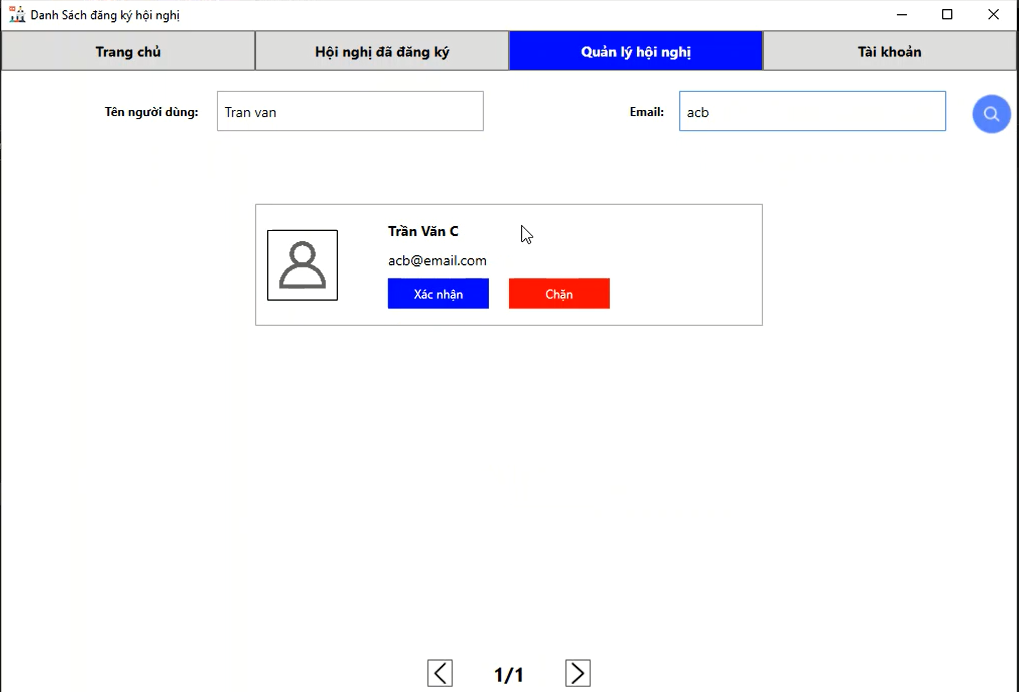 Danh Sách đăng ký hội nghị
Trang chủ Hội nghị đã đăng ký Quản lý hội nghị Tài khoản
Tên người dùng: Tran van Email: acb
Trần Văn C
acb@email.com
Xác nhận Chặn
1/1